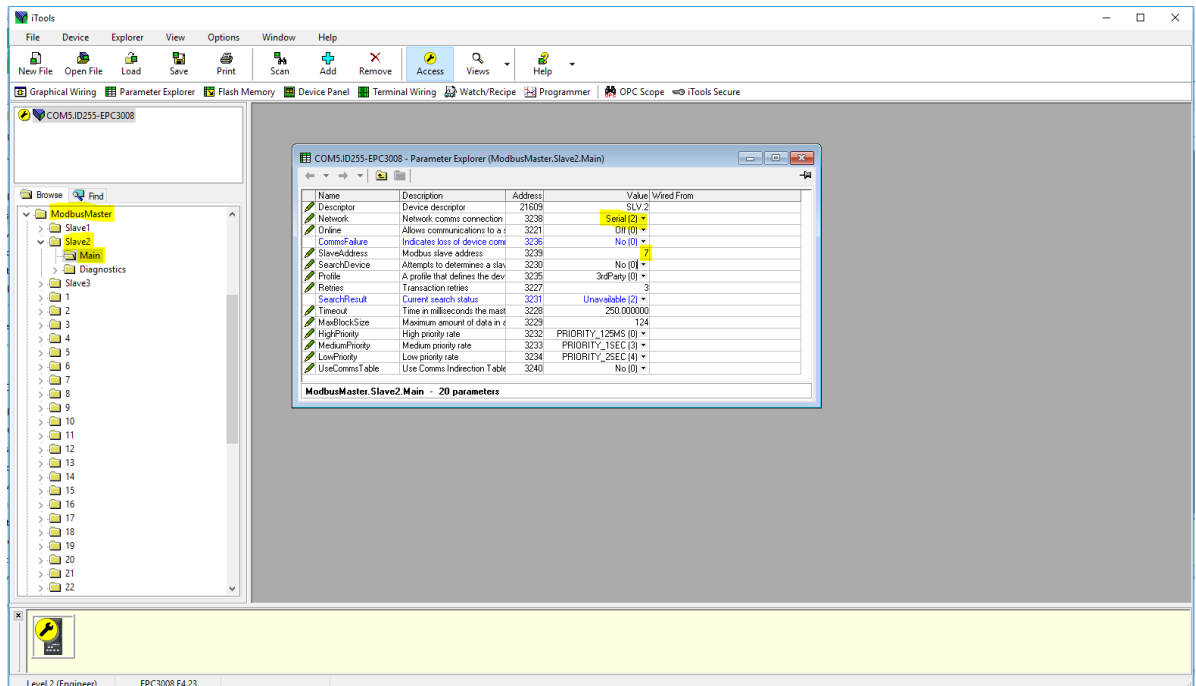 iTools
File Device Explorer View Options Window Help
New File Open File Load Save Print Scan Add Remove Access Views Help
Graphical Wiring Parameter Explorer Flash Memory Device Panel Terminal Wiring Watch/Recipe Programmer OPC Scope iTools Secure
COM5.ID255-EPC3008
Browse Find
ModbusMaster
Slave1
Slave2
Main
Diagnostics
Slave3
1
2
3
4
5
6
7
8
9
10
11
12
13
14
15
16
17
18
19
20
21
22
COM5.ID255-EPC3008 - Parameter Explorer (ModbusMaster.Slave2.Main)
Name Description Address Value Wired From
Descriptor Device descriptor 21609 SLV.2
Network Network comms connection 3238 Serial (2)
Online Allows communications to a s 3221 Off (0)
CommsFailure Indicates loss of device com 3236 No (0)
SlaveAddress Modbus slave address 3239 7
SearchDevice Attempts to determines a slav 3230 No (0)
Profile A profile that defines the dev 3235 3rdParty (0)
Retries Transaction retries 3227 3
SearchResult Current search status 3231 Unavailable (2)
Timeout Time in milliseconds the mast 3228 250.000000
MaxBlockSize Maximum amount of data in a 3229 124
HighPriority High priority rate 3232 PRIORITY_125MS (0)
MediumPriority Medium priority rate 3233 PRIORITY_1SEC (3)
LowPriority Low priority rate 3234 PRIORITY_2SEC (4)
UseCommsTable Use Comms Indirection Table 3240 No (0)
ModbusMaster.Slave2.Main - 20 parameters
Level 2 (Engineer) EPC3008 E4.23